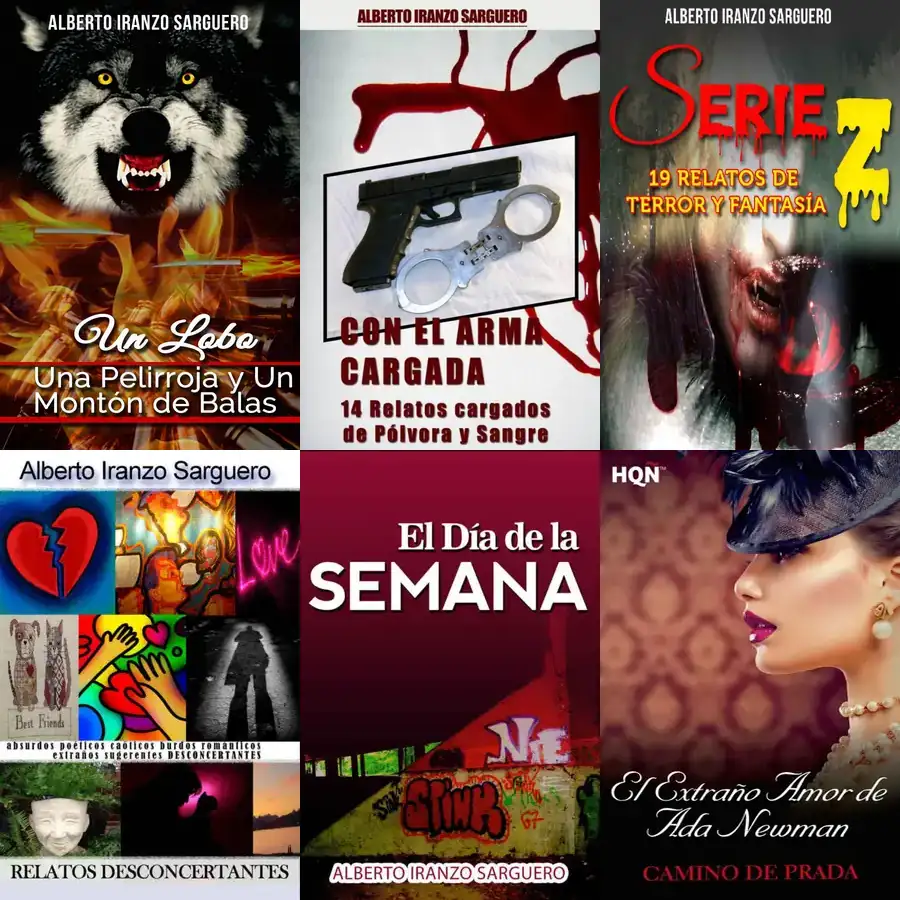 ALBERTO IRANZO SARGUERO
Un Lobo
Una Pelirroja y Un
Montón de Balas
ALBERTO IRANZO SARGUERO
CON EL ARMA
CARGADA
14 Relatos cargados
de Pólvora y Sangre
ALBERTO IRANZO SARGUERO
SERIE Z
19 RELATOS DE
TERROR Y FANTASÍA
Alberto Iranzo Sarguero
Love
Best Friends
absurdos poéticos caóticos burdos románticos
extraños sugerentes DESCONCERTANTES
RELATOS DESCONCERTANTES
El Día de la
SEMANA
STINK
67
ALBERTO IRANZO SARGUERO
HQN™
El Extraño Amor de
Ada Newman
CAMINO DE PRADA